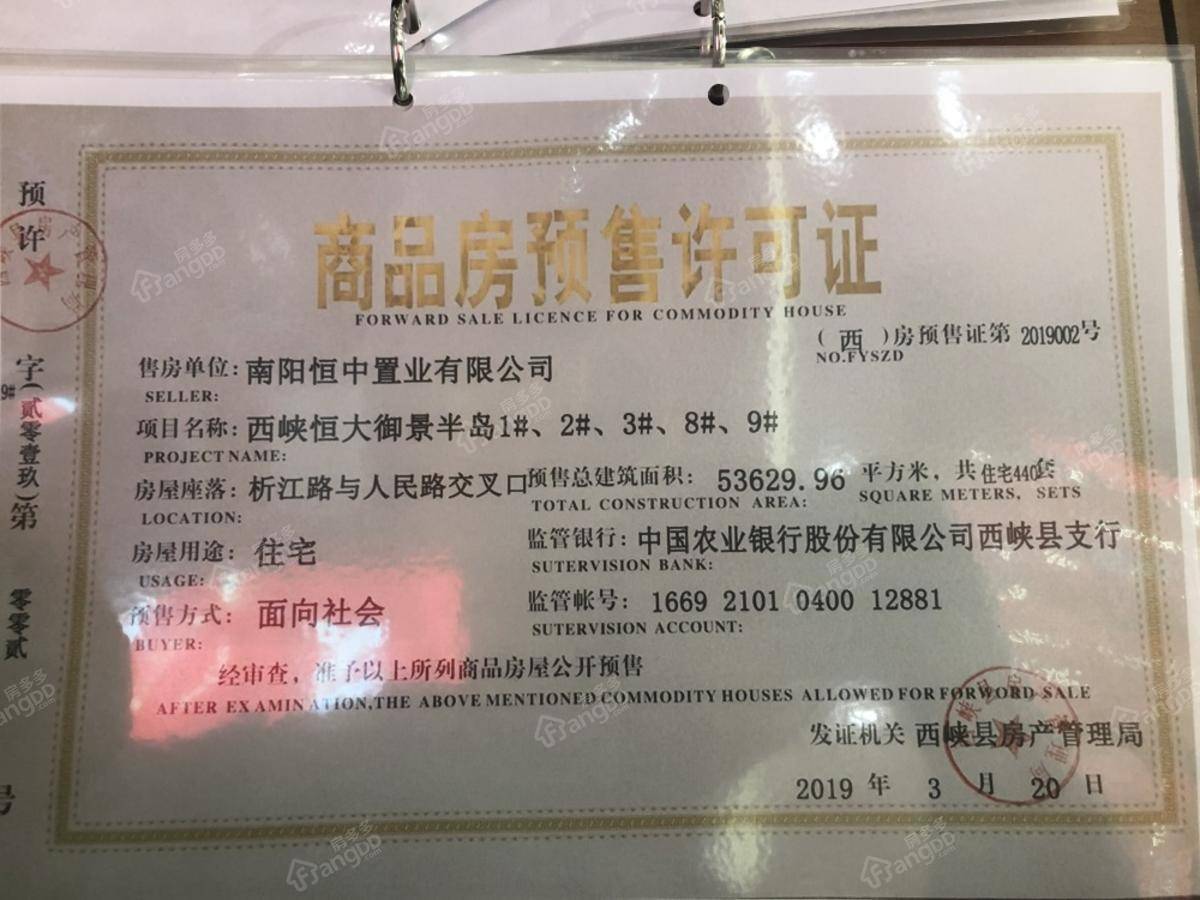 商品房预售许可证
FORWARD SALE LICENCE FOR COMMODITY HOUSE
(西)房预售证第 2019002号
NO.FYSZD
售房单位: 南阳恒中置业有限公司
SELLER:
项目名称: 西峡恒大御景半岛1#、2#、3#、8#、9#
PROJECT NAME:
房屋座落: 析江路与人民路交叉口
LOCATION:
预售总建筑面积: 53629.96 平方米, 共住宅440套
TOTAL CONSTRUCTION AREA: SQUARE METERS, SETS
房屋用途: 住宅
USAGE:
监管银行: 中国农业银行股份有限公司西峡县支行
SUTERVISION BANK:
预售方式: 面向社会
BUYER:
监管帐号: 1669 2101 0400 12881
SUTERVISION ACCOUNT:
经审查,准予以上所列商品房屋公开预售
AFTER EXAMINATION,THE ABOVE MENTIONED COMMODITY HOUSES ALLOWED FOR FORWORD SALE
发证机关 西峡县房产管理局
2019 年 3 月 20 日
预许字(贰零壹玖)第 零零贰 号
9#
房多多
fangDD.com